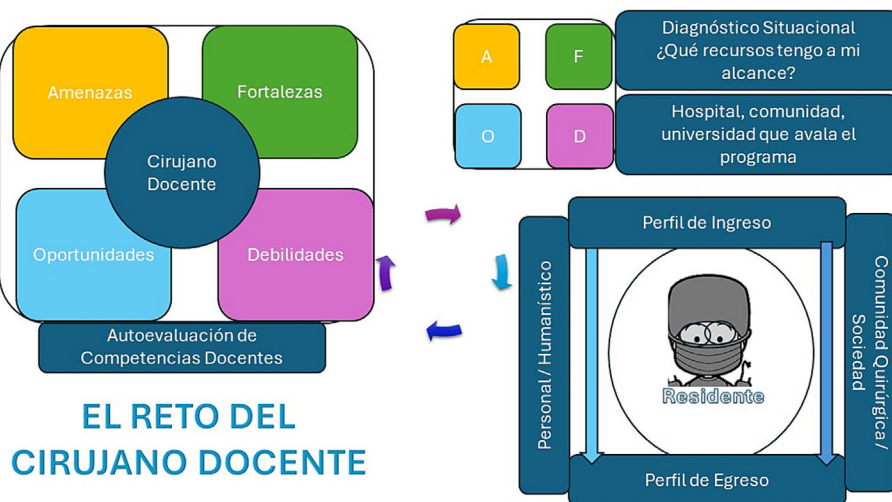 Amenazas
Fortalezas
Cirujano
Docente
Oportunidades
Debilidades
Autoevaluación de
Competencias Docentes
EL RETO DEL
CIRUJANO DOCENTE
A
F
O
D
Diagnóstico Situacional
¿Qué recursos tengo a mi
alcance?
Hospital, comunidad,
universidad que avala el
programa
Perfil de Ingreso
Personal / Humanístico
Residente
Comunidad Quirúrgica /
Sociedad
Perfil de Egreso